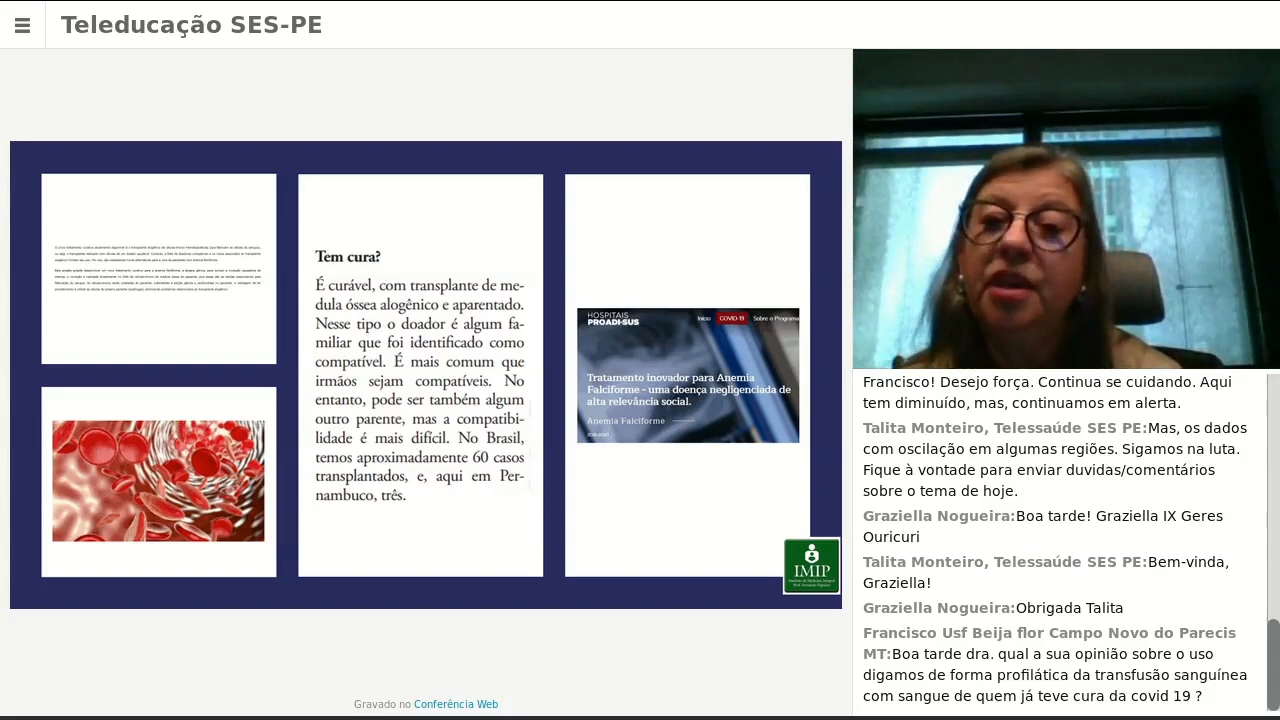 Teleducação SES-PE
Tem cura?
É curável, com transplante de me-
dula óssea alogênico e aparentado.
Nesse tipo o doador é algum fa-
miliar que foi identificado como
compatível. É mais comum que
irmãos sejam compatíveis. No
entanto, pode ser também algum
outro parente, mas a compatibi-
lidade é mais difícil. No Brasil,
temos aproximadamente 60 casos
transplantados, e, aqui em Per-
nambuco, três.
HOSPITAIS
PROADI-SUS
Início COVID-19 Sobre o Programa
Tratamento inovador para Anemia
Falciforme - uma doença negligenciada de
alta relevância social.
Anemia Falciforme
IMIP
Gravado no Conferência Web
Francisco! Desejo força. Continua se cuidando. Aqui
tem diminuído, mas, continuamos em alerta.
Talita Monteiro, Telessaúde SES PE:Mas, os dados
com oscilação em algumas regiões. Sigamos na luta.
Fique à vontade para enviar duvidas/comentários
sobre o tema de hoje.
Graziella Nogueira:Boa tarde! Graziella IX Geres
Ouricuri
Talita Monteiro, Telessaúde SES PE:Bem-vinda,
Graziella!
Graziella Nogueira:Obrigada Talita
Francisco Usf Beija flor Campo Novo do Parecis
MT:Boa tarde dra. qual a sua opinião sobre o uso
digamos de forma profilática da transfusão sanguínea
com sangue de quem já teve cura da covid 19 ?